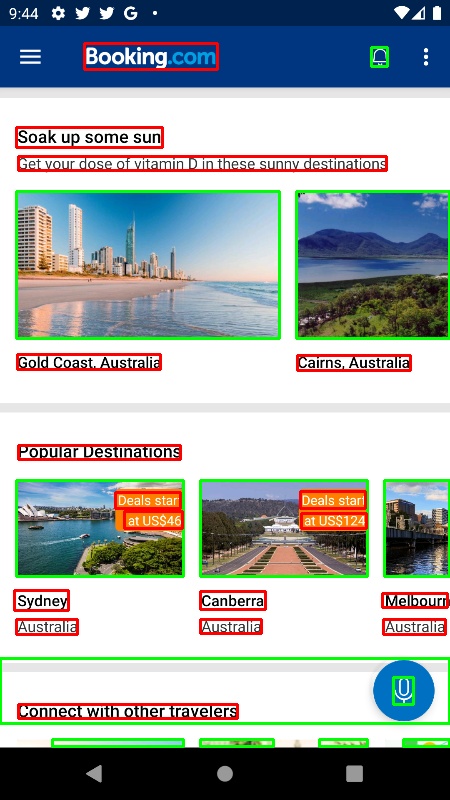 9:44
Booking.com
Soak up some sun
Get your dose of vitamin D in these sunny destinations
Gold Coast, Australia
Cairns, Australia
Popular Destinations
Deals start
at US$46
Deals start
at US$124
Sydney
Canberra
Melbourn
Australia
Australia
Australia
Connect with other travelers